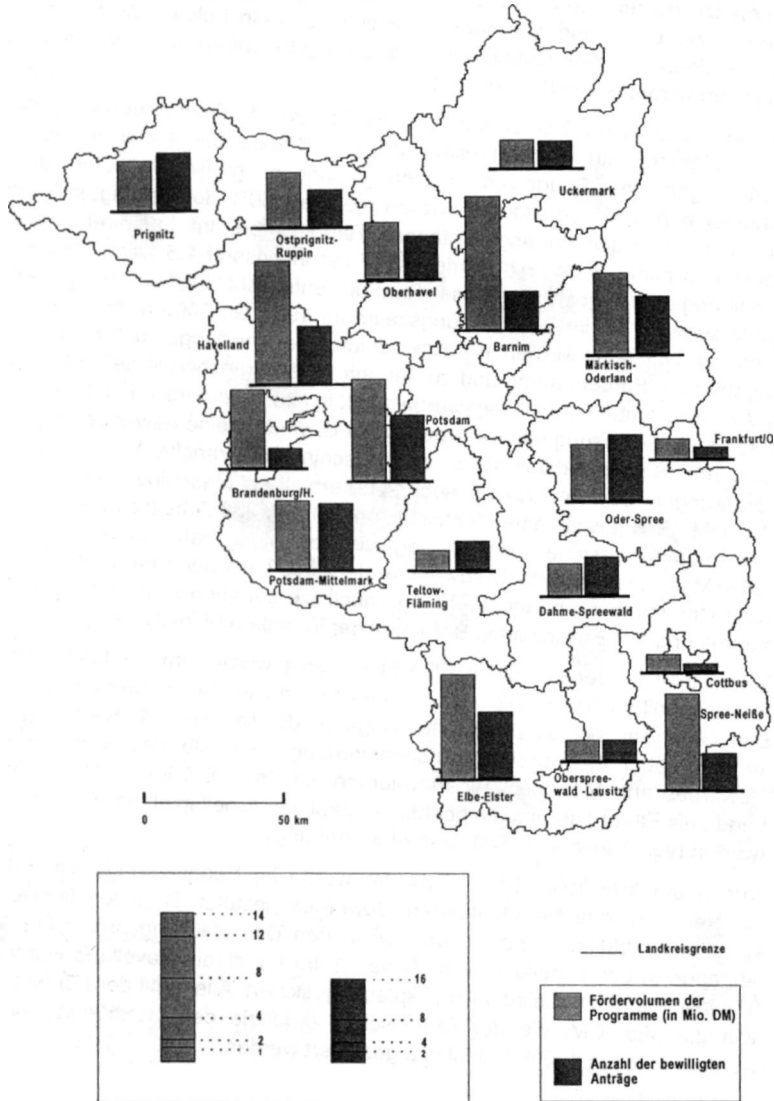 Uckermark
Prignitz
Ostprignitz-
Ruppin
Oberhavel
Barnim
Märkisch-
Oderland
Havelland
Potsdam
Frankfurt/O
Brandenburg/H.
Oder-Spree
Potsdam-Mittelmark
Teltow-
Fläming
Dahme-Spreewald
Cottbus
Spree-Neiße
Elbe-Elster
Oberspree-
wald -Lausitz
0 50 km
14
12
8
4
2
1
16
8
4
2
Landkreisgrenze
Fördervolumen der
Programme (in Mio. DM)
Anzahl der bewilligten
Anträge